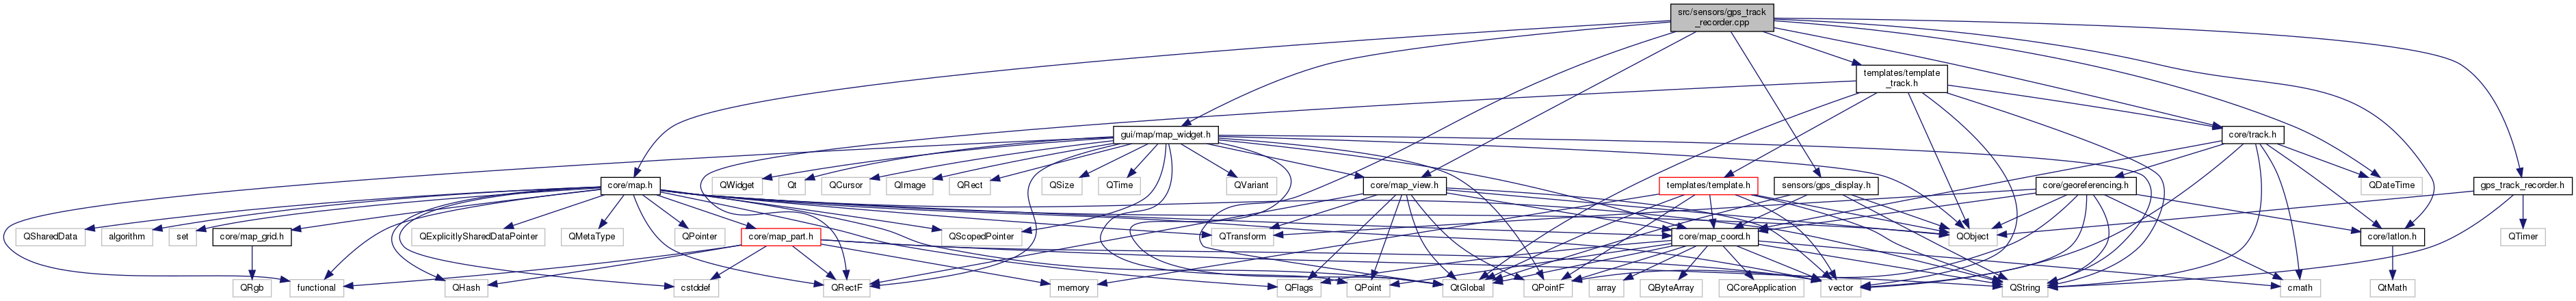 src/sensors/gps_track
_recorder.cpp
templates/template
_track.h
gui/map/map_widget.h
core/track.h
QWidget
Qt
QCursor
QImage
QRect
QSize
QTime
QVariant
core/map.h
core/map_view.h
templates/template.h
sensors/gps_display.h
core/georeferencing.h
QDateTime
gps_track_recorder.h
QSharedData
algorithm
set
core/map_grid.h
QExplicitlySharedDataPointer
QMetaType
QPointer
core/map_part.h
QScopedPointer
QTransform
core/map_coord.h
QObject
core/latlon.h
QTimer
QRgb
functional
QHash
cstddef
QRectF
memory
QFlags
QPoint
QtGlobal
QPointF
array
QByteArray
QCoreApplication
vector
QString
cmath
QtMath